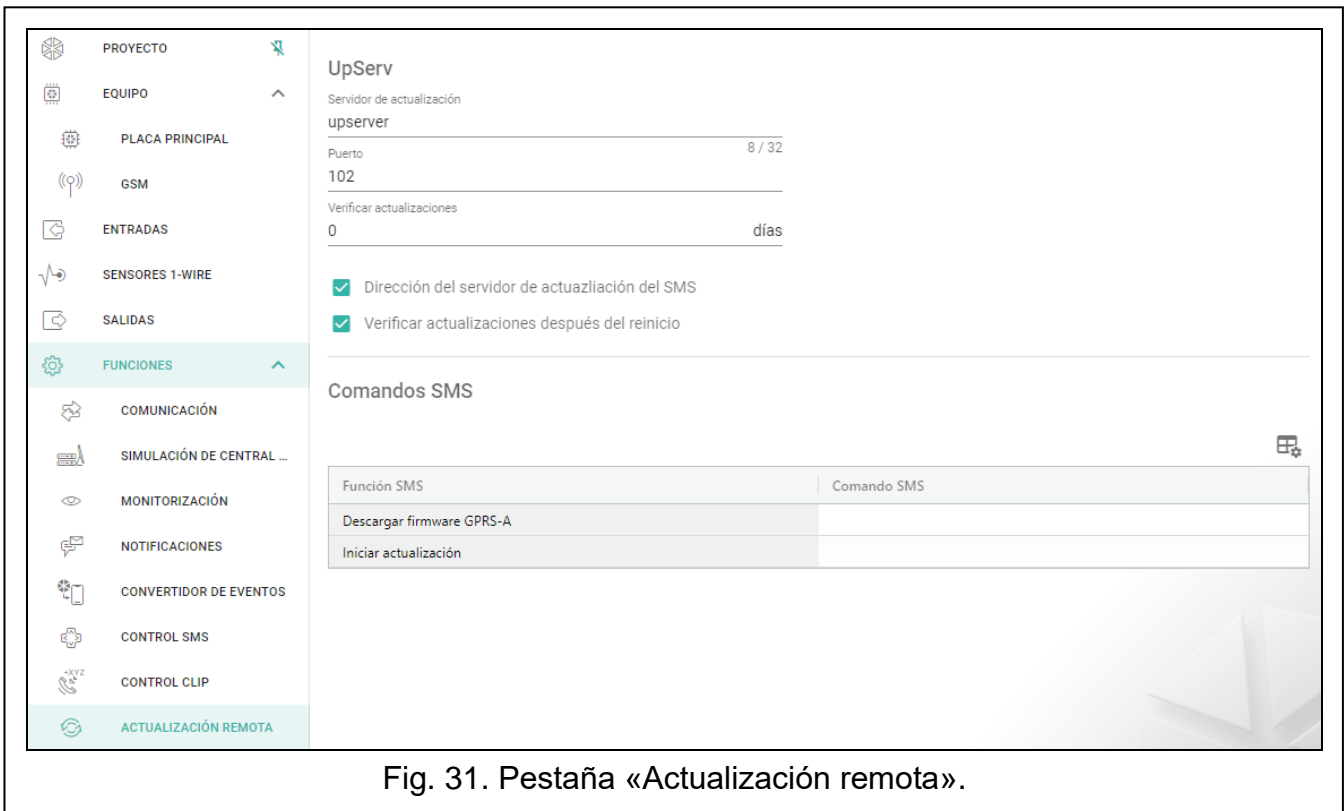 PROYECTO
EQUIPO
PLACA PRINCIPAL
GSM
ENTRADAS
SENSORES 1-WIRE
SALIDAS
FUNCIONES
COMUNICACIÓN
SIMULACIÓN DE CENTRAL ...
MONITORIZACIÓN
NOTIFICACIONES
CONVERTIDOR DE EVENTOS
CONTROL SMS
+XYZ
CONTROL CLIP
ACTUALIZACIÓN REMOTA
UpServ
Servidor de actualización
upserver
8 / 32
Puerto
102
Verificar actualizaciones
0 días
Dirección del servidor de actuazliación del SMS
Verificar actualizaciones después del reinicio
Comandos SMS
Función SMS Comando SMS
Descargar firmware GPRS-A
Iniciar actualización
Fig. 31. Pestaña «Actualización remota».